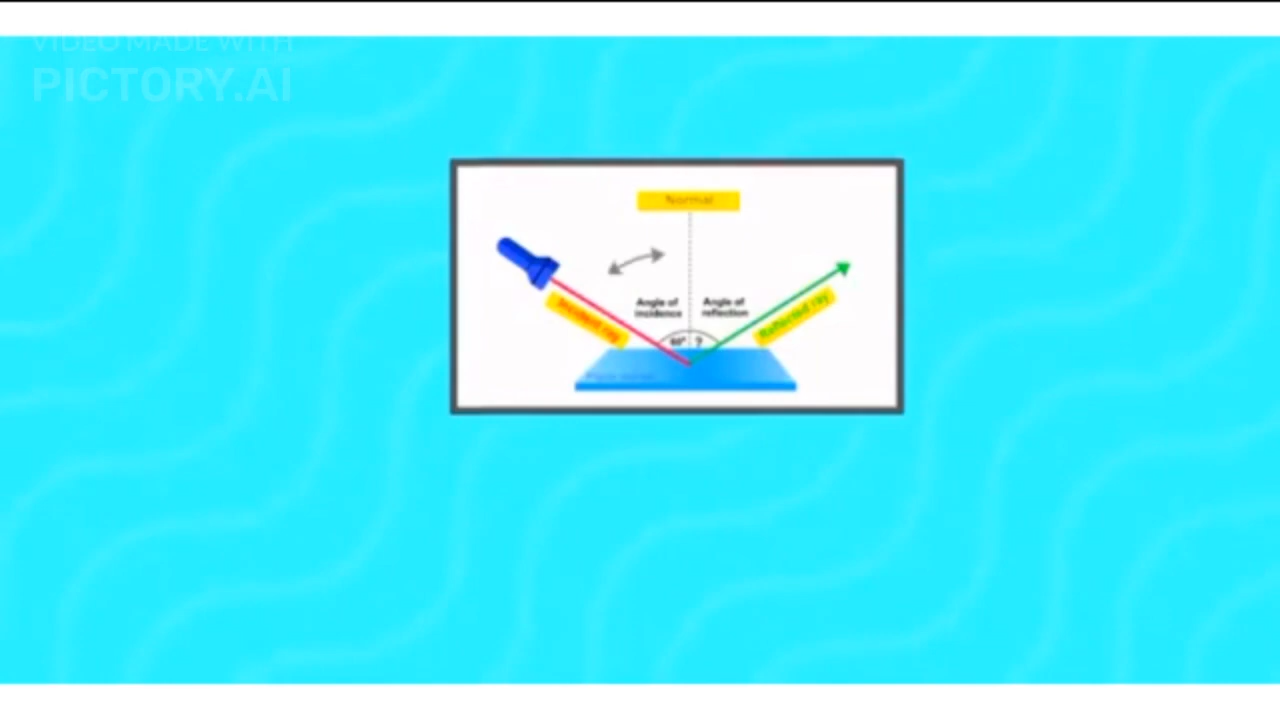 VIDEO MADE WITH
PICTORY.AI
Normal
Angle of
incidence
Angle of
reflection
Incident ray
Reflected ray
60°
?